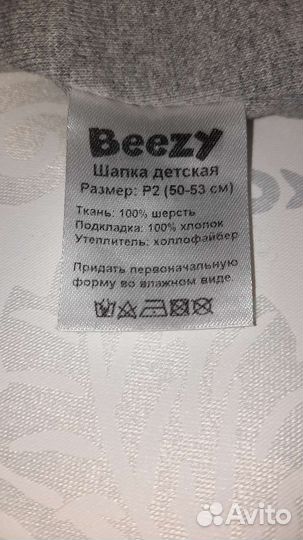 Beezy
Шапка детская
Размер: Р2 (50-53 см)
Ткань: 100% шерсть
Подкладка: 100% хлопок
Утеплитель: холлофайбер
Придать первоначальную
форму во влажном виде.
Avito